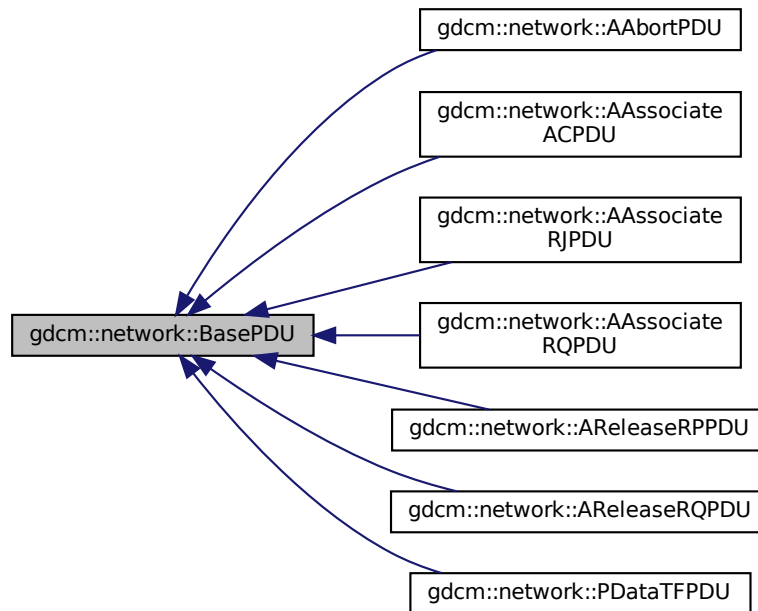 gdcm::network::AAbortPDU
gdcm::network::AAssociate
ACPDU
gdcm::network::AAssociate
RJPDU
gdcm::network::BasePDU
gdcm::network::AAssociate
RQPDU
gdcm::network::AReleaseRPPDU
gdcm::network::AReleaseRQPDU
gdcm::network::PDataTFPDU